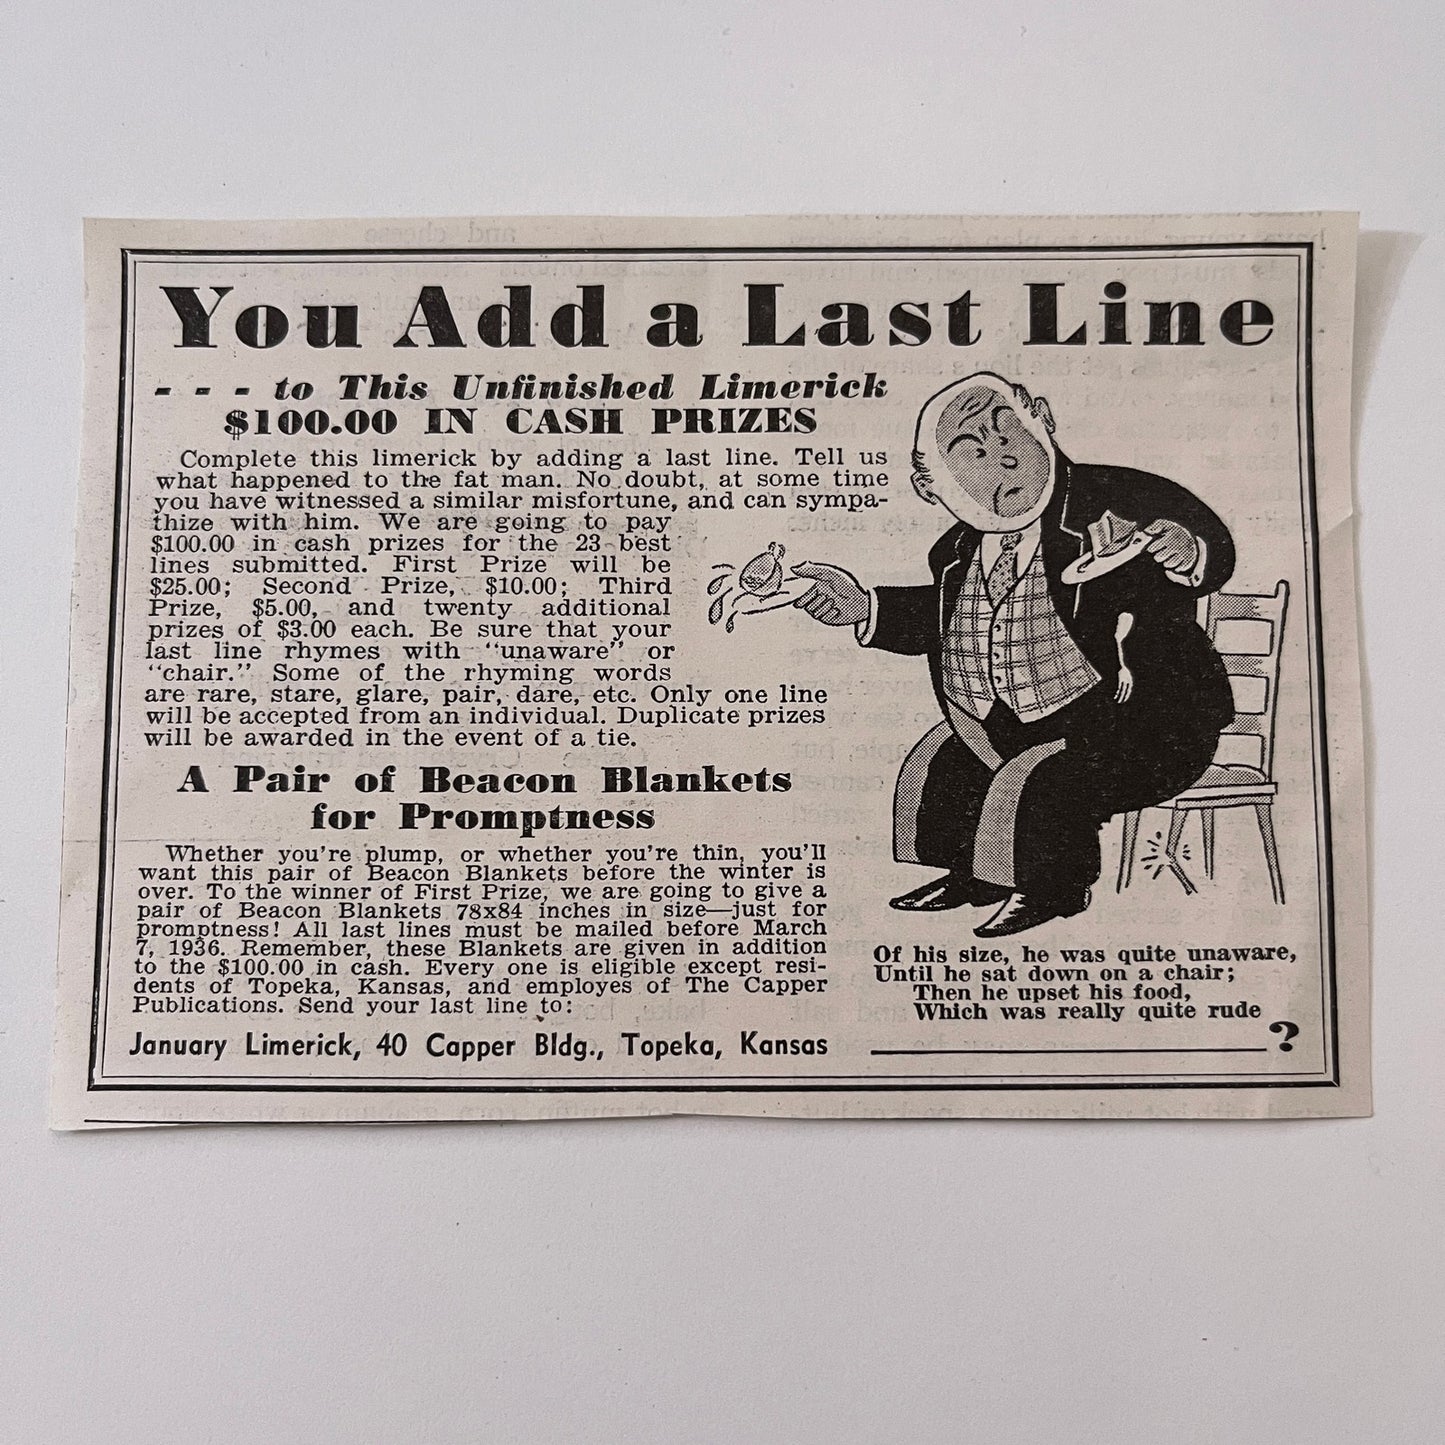 You Add a Last Line
- - - to This Unfinished Limerick
$100.00 IN CASH PRIZES
Complete this limerick by adding a last line. Tell us
what happened to the fat man. No doubt, at some time
you have witnessed a similar misfortune, and can sympa-
thize with him. We are going to pay
$100.00 in cash prizes for the 23 best
lines submitted. First Prize will be
$25.00; Second Prize, $10.00; Third
Prize, $5.00, and twenty additional
prizes of $3.00 each. Be sure that your
last line rhymes with "unaware" or
"chair." Some of the rhyming words
are rare, stare, glare, pair, dare, etc. Only one line
will be accepted from an individual. Duplicate prizes
will be awarded in the event of a tie.
A Pair of Beacon Blankets
for Promptness
Whether you're plump, or whether you're thin, you'll
want this pair of Beacon Blankets before the winter is
over. To the winner of First Prize, we are going to give a
pair of Beacon Blankets 78x84 inches in size—just for
promptness! All last lines must be mailed before March
7, 1936. Remember, these Blankets are given in addition
to the $100.00 in cash. Every one is eligible except resi-
dents of Topeka, Kansas, and employes of The Capper
Publications. Send your last line to:
January Limerick, 40 Capper Bldg., Topeka, Kansas
Of his size, he was quite unaware,
Until he sat down on a chair;
Then he upset his food,
Which was really quite rude
?